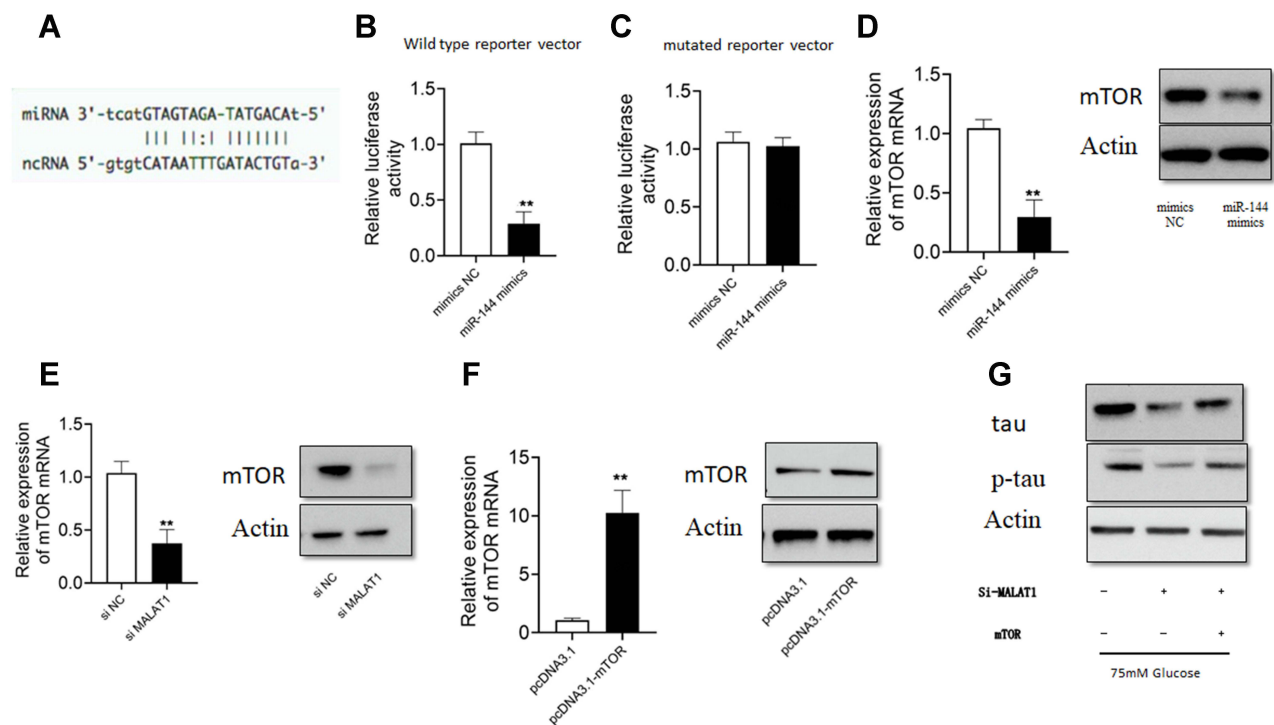 A
miRNA 3'-tcatGTAGTAGA-TATGACAt-5'
||| ||:| |||||||
ncRNA 5'-gtgtCATAATTTGATACTGTa-3'
B
Wild type reporter vector
Relative luciferase
activity
1.5
1.0
0.5
0.0
**
mimics NC
miR-144 mimics
C
mutated reporter vector
Relative luciferase
activity
1.5
1.0
0.5
0.0
mimics NC
miR-144 mimics
D
Relative expression
of mTOR mRNA
1.5
1.0
0.5
0.0
**
mimics NC
miR-144 mimics
mTOR
Actin
mimics
NC
miR-144
mimics
E
Relative expression
of mTOR mRNA
1.5
1.0
0.5
0.0
**
si NC
si MALAT1
mTOR
Actin
si NC
si MALAT1
F
Relative expression
of mTOR mRNA
15
10
5
0
**
pcDNA3.1
pcDNA3.1-mTOR
mTOR
Actin
pcDNA3.1
pcDNA3.1-mTOR
G
tau
p-tau
Actin
Si-MALAT1 − + +
mTOR − − +
75mM Glucose